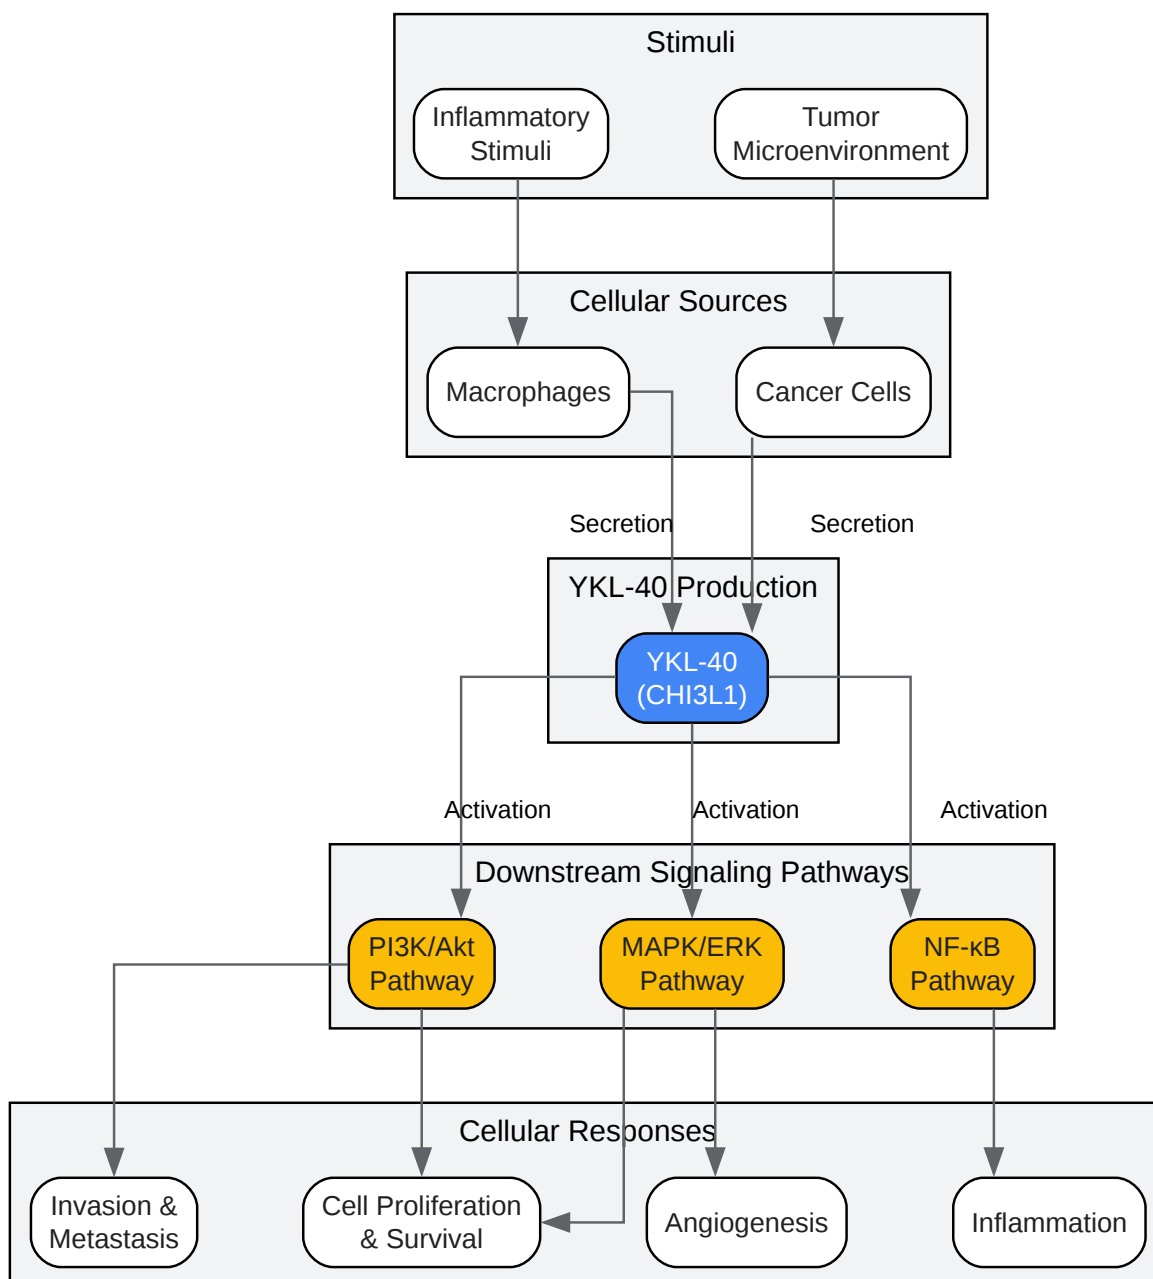 Stimuli
Inflammatory
Stimuli
Tumor
Microenvironment
Cellular Sources
Macrophages
Cancer Cells
Secretion
Secretion
YKL-40 Production
YKL-40
(CHI3L1)
Activation
Activation
Activation
Downstream Signaling Pathways
PI3K/Akt
Pathway
MAPK/ERK
Pathway
NF-κB
Pathway
Cellular Responses
Invasion &
Metastasis
Cell Proliferation
& Survival
Angiogenesis
Inflammation